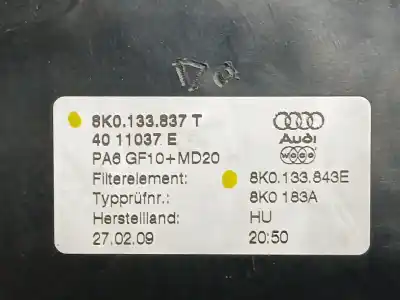 8K0.133.837 T
40 11037 E
Audi
PA6 GF10+MD20
Filterelement: 8K0.133.843E
Typprüfnr.: 8K0 183A
Herstelland: HU
27.02.09 20:50